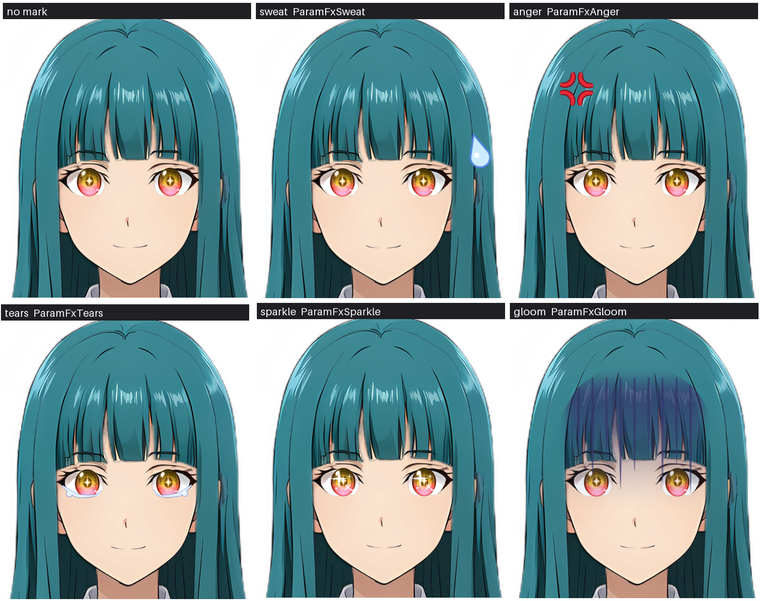 no mark
sweat ParamFxSweat
anger ParamFxAnger
tears ParamFxTears
sparkle ParamFxSparkle
gloom ParamFxGloom